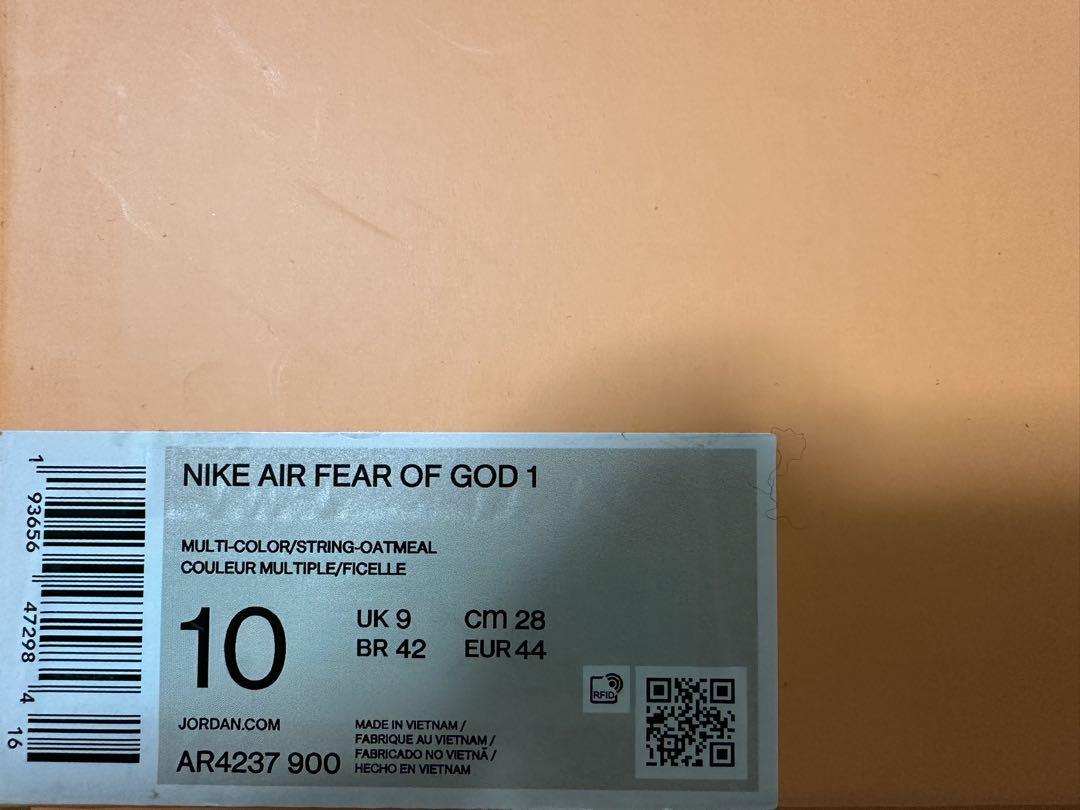 NIKE AIR FEAR OF GOD 1
MULTI-COLOR/STRING-OATMEAL
COULEUR MULTIPLE/FICELLE
10
UK 9 cm 28
BR 42 EUR 44
RFID
JORDAN.COM
AR4237 900
MADE IN VIETNAM /
FABRIQUE AU VIETNAM /
FABRICADO NO VIETNÃ /
HECHO EN VIETNAM
1 93656 47298 4 16